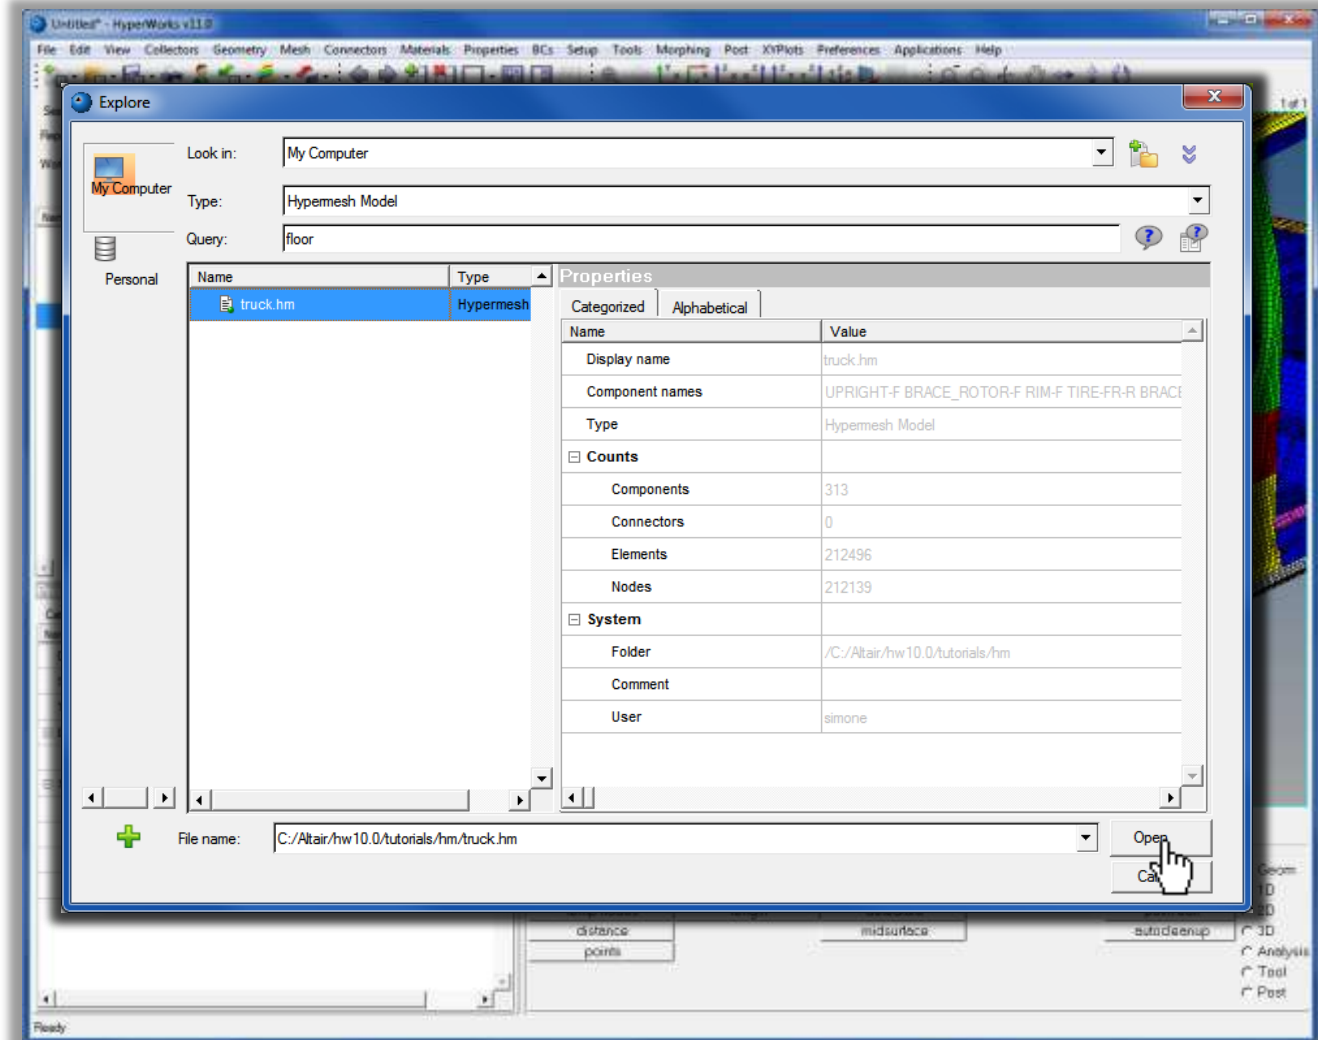 Untitled* - HyperWorks v11.0
File Edit View Collectors Geometry Mesh Connectors Materials Properties BCs Setup Tools Morphing Post XYPlots Preferences Applications Help
Explore
1 of 1
My Computer
Personal
Look in: My Computer
Type: Hypermesh Model
Query: floor
Name Type
truck.hm Hypermesh
Properties
Categorized Alphabetical
Name Value
Display name truck.hm
Component names UPRIGHT-F BRACE_ROTOR-F RIM-F TIRE-FR-R BRACE
Type Hypermesh Model
Counts
Components 313
Connectors 0
Elements 212496
Nodes 212139
System
Folder /C:/Altair/hw10.0/tutorials/hm
Comment
User simone
File name: C:/Altair/hw10.0/tutorials/hm/truck.hm
Open
Geom
1D
2D
distance midsurface autocleanup 3D
points Analysis
Tool
Post
Ready